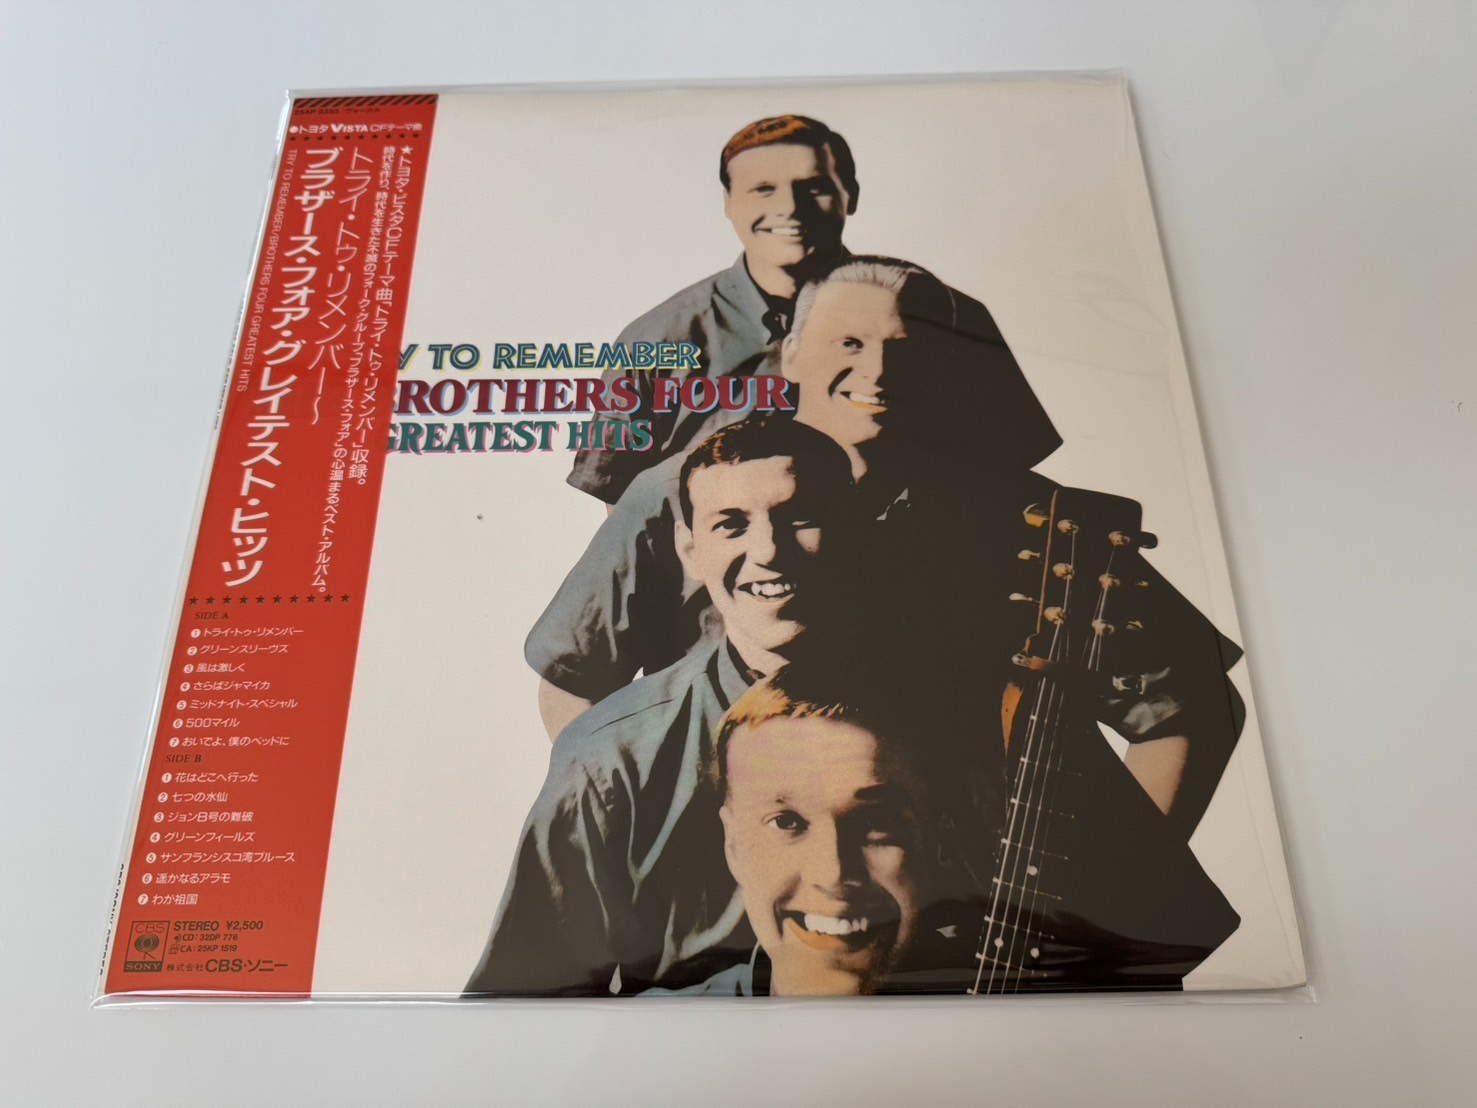 25AP 3383 ヴォーカル
●トヨタVISTA CFテーマ曲
★トヨタ・ビスタCFテーマ曲「トライ・トゥ・リメンバー」収録。
時代を作り、時代を生きた不滅のフォーク・グループ、ブラザース・フォアの心温まるベスト・アルバム。
トライ・トゥ・リメンバー〜
ブラザース・フォア・グレイテスト・ヒッツ
TRY TO REMEMBER/BROTHERS FOUR GREATEST HITS
SIDE A
1 トライ・トゥ・リメンバー
2 グリーンスリーヴズ
3 風は激しく
4 さらばジャマイカ
5 ミッドナイト・スペシャル
6 500マイル
7 おいでよ、僕のベッドに
SIDE B
1 花はどこへ行った
2 七つの水仙
3 ジョンB号の難破
4 グリーンフィールズ
5 サンフランシスコ湾ブルース
6 遥かなるアラモ
7 わが祖国
CBS
SONY
STEREO ¥2,500
CD: 32DP 776
CA: 25KP 1519
株式会社 CBS・ソニー
Y TO REMEMBER
BROTHERS FOUR
GREATEST HITS